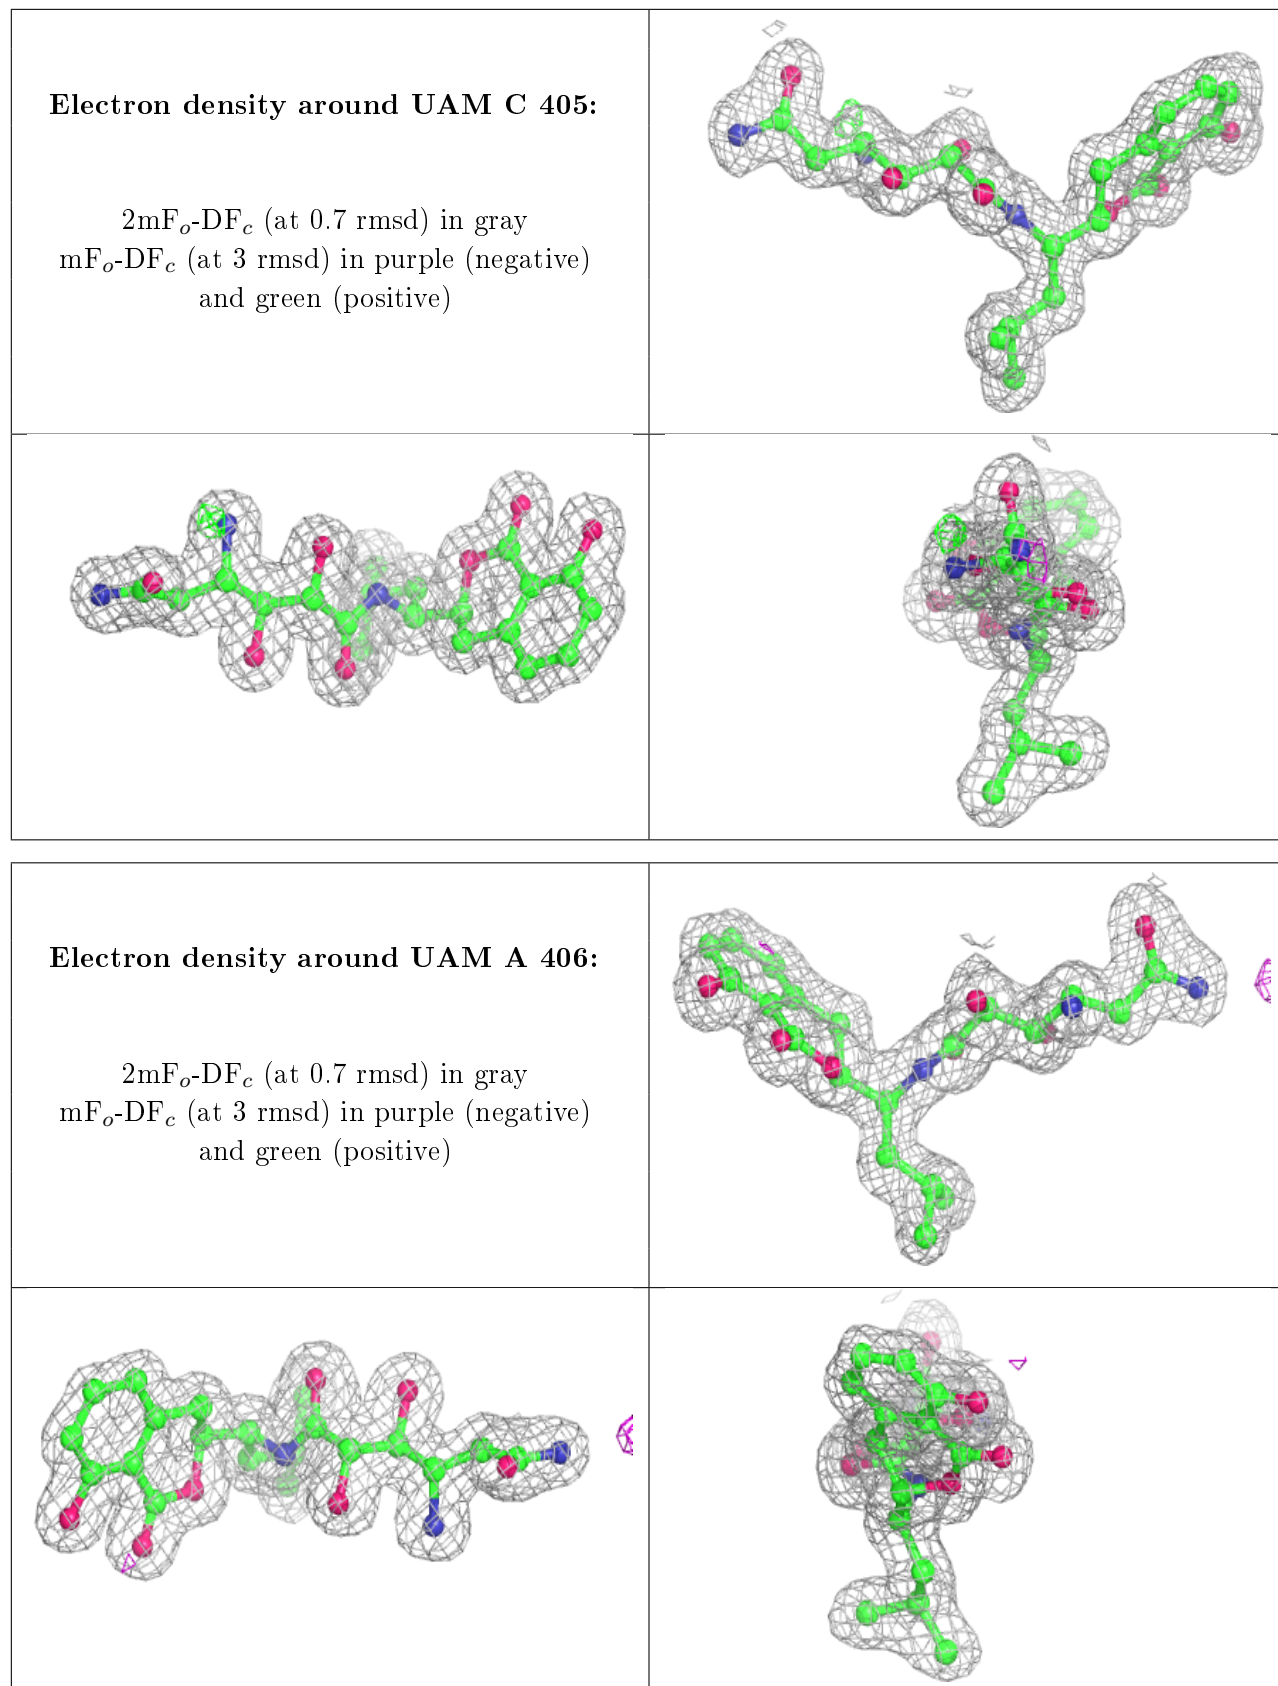 Electron density around UAM C 405:
2mFₒ-DF𝒸 (at 0.7 rmsd) in gray
mFₒ-DF𝒸 (at 3 rmsd) in purple (negative)
and green (positive)
Electron density around UAM A 406:
2mFₒ-DF𝒸 (at 0.7 rmsd) in gray
mFₒ-DF𝒸 (at 3 rmsd) in purple (negative)
and green (positive)